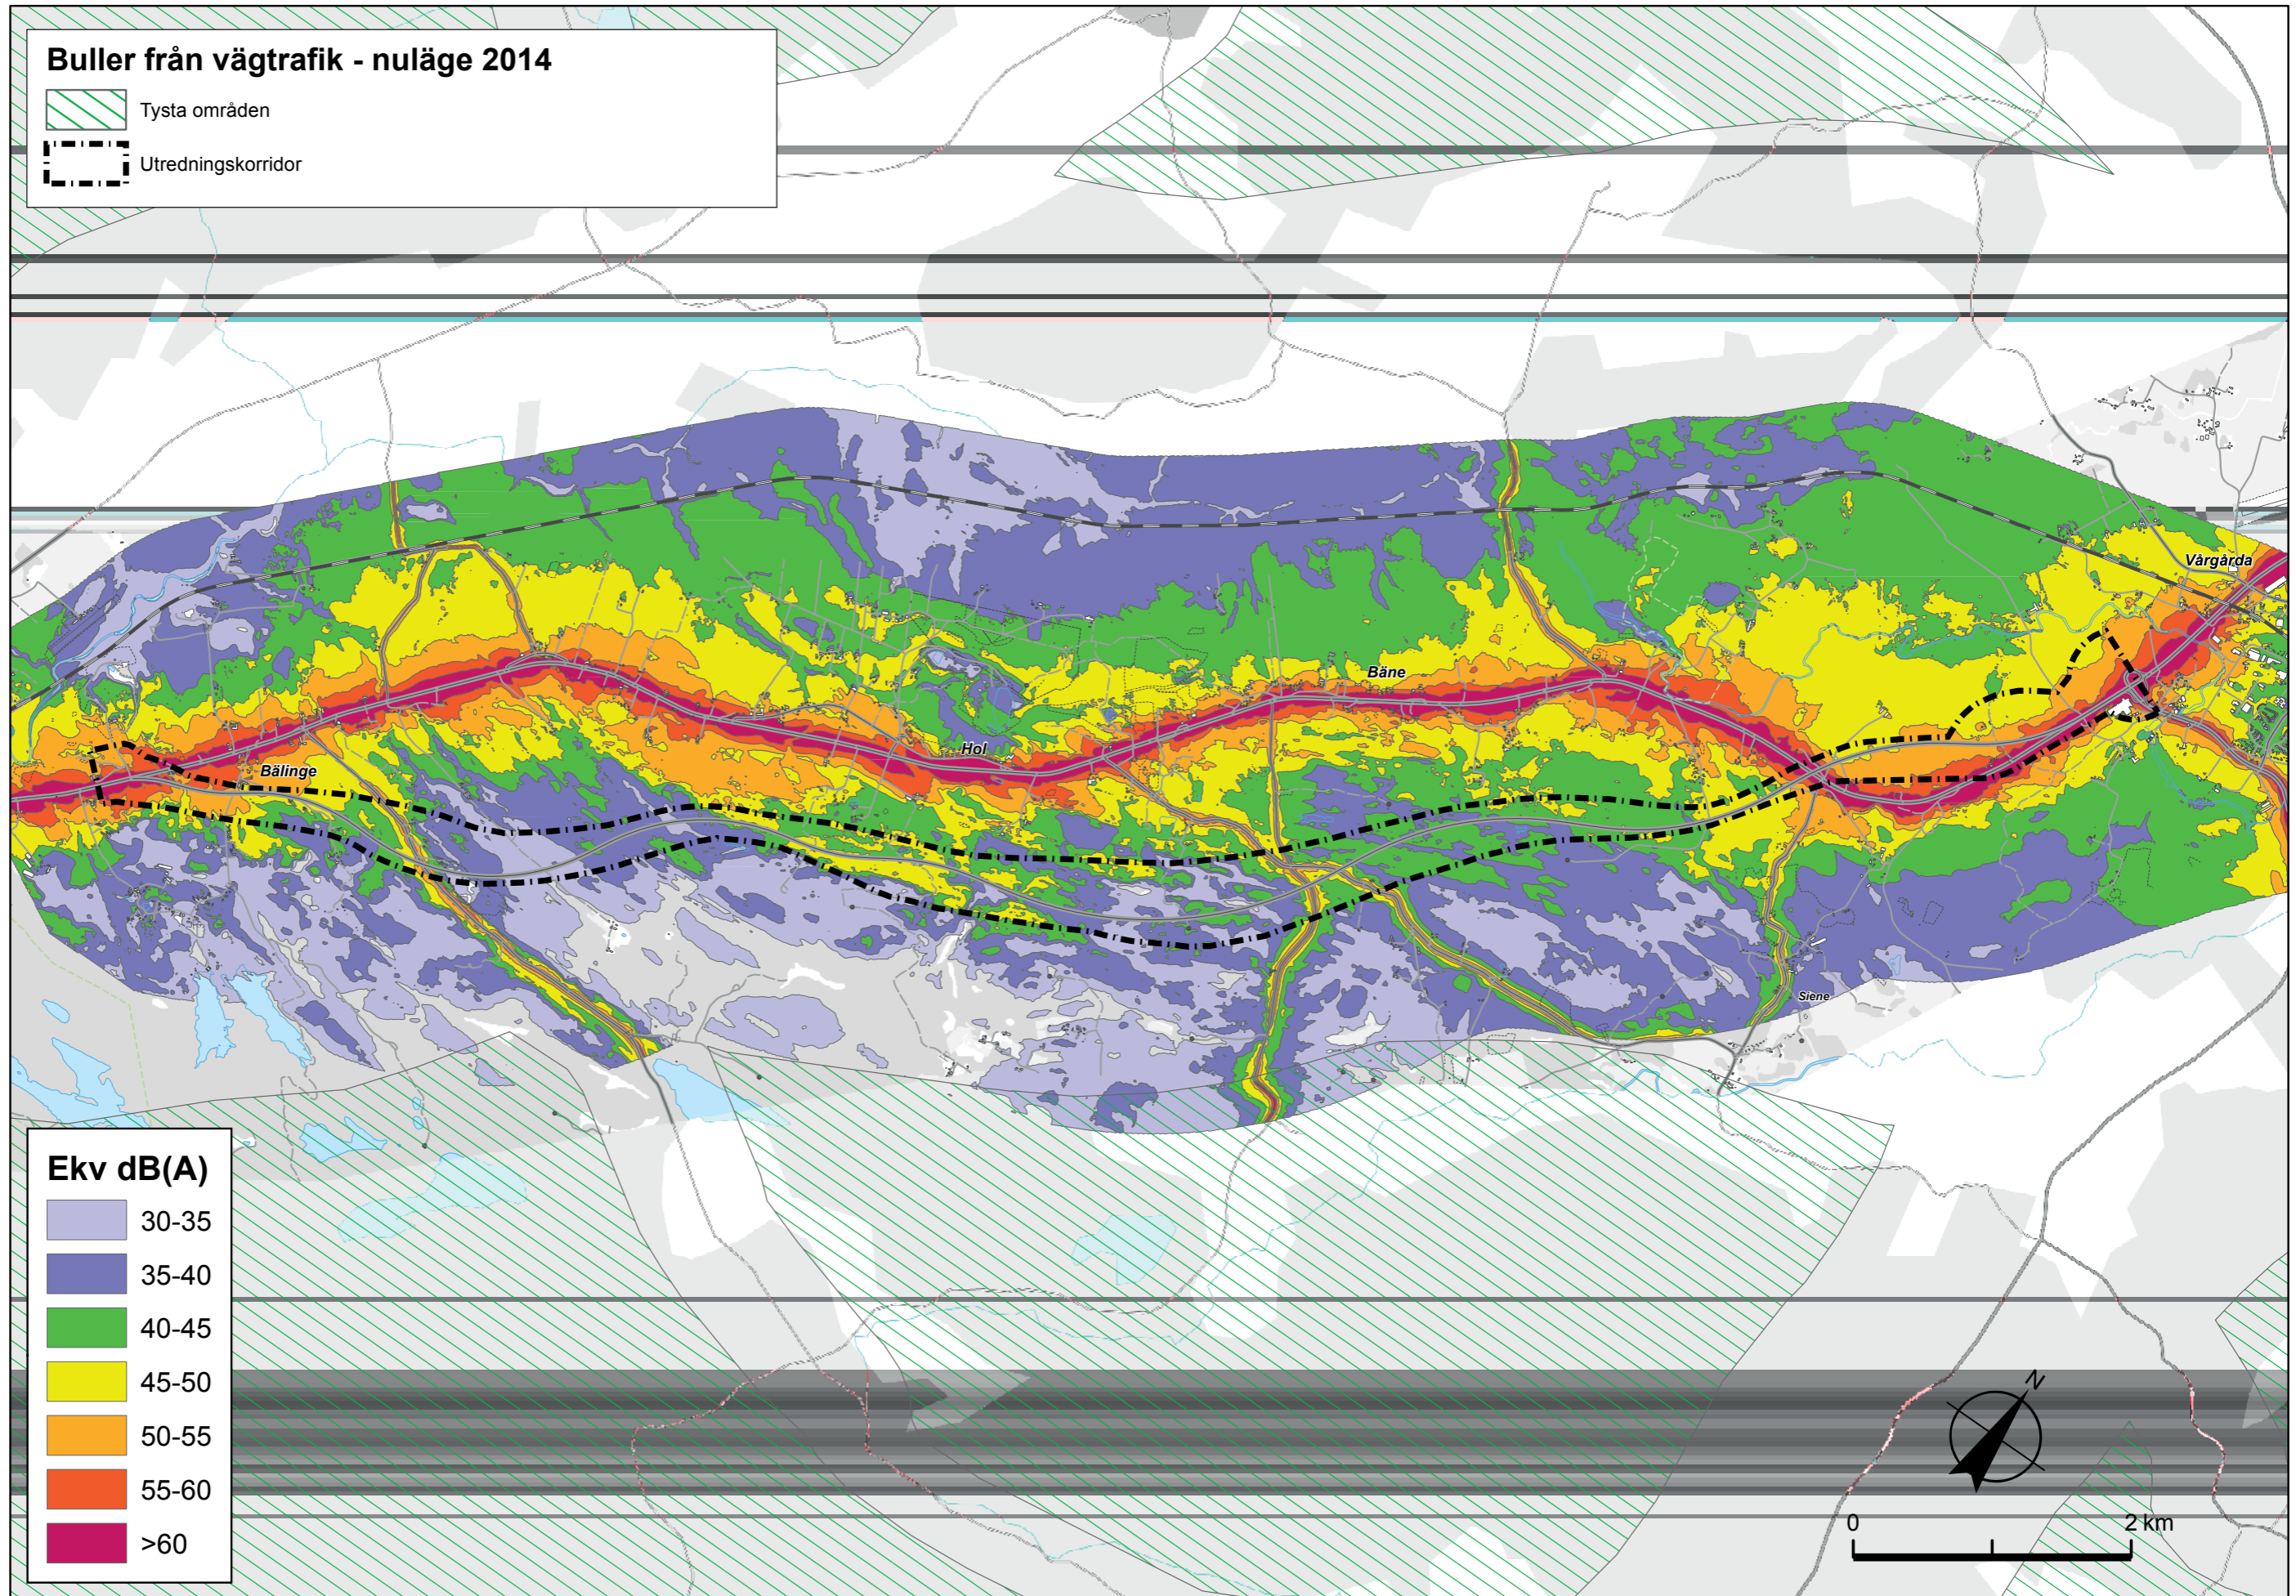 Buller från vägtrafik - nuläge 2014
Tysta områden
Utredningskorridor
Vårgårda
Bäne
Hol
Bälinge
Siene
Ekv dB(A)
30-35
35-40
40-45
45-50
50-55
55-60
>60
N
0 2 km